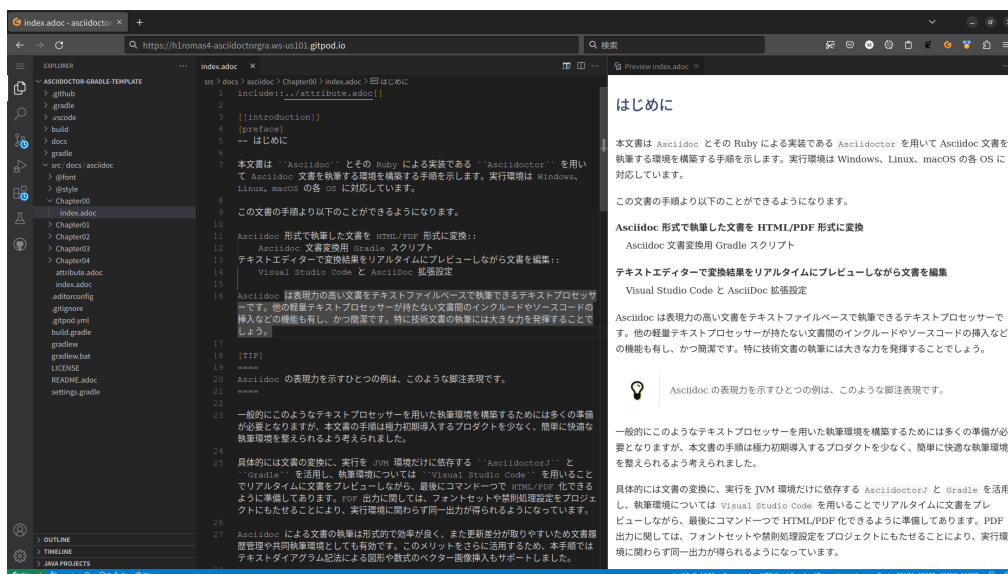 index.adoc - asciidoctor
https://h1romas4-asciidoctorgra.ws-us101.gitpod.io
検索
EXPLORER
ASCIIDOCTOR-GRADLE-TEMPLATE
.github
.gradle
.vscode
build
docs
gradle
src / docs / asciidoc
@font
@style
Chapter00
index.adoc
Chapter01
Chapter02
Chapter03
Chapter04
attribute.adoc
index.adoc
.editorconfig
.gitignore
.gitpod.yml
build.gradle
gradlew
gradlew.bat
LICENSE
README.adoc
settings.gradle
OUTLINE
TIMELINE
JAVA PROJECTS
index.adoc
src > docs > asciidoc > Chapter00 > index.adoc > はじめに
1 include::../attribute.adoc[]
2
3 [[introduction]]
4 [preface]
5 == はじめに
6
7 本文書は ``Asciidoc`` とその Ruby による実装である ``Asciidoctor`` を用い
て Asciidoc 文書を執筆する環境を構築する手順を示します。実行環境は Windows、
Linux、macOS の各 OS に対応しています。
8
9 この文書の手順より以下のことができるようになります。
10
11 Asciidoc 形式で執筆した文書を HTML/PDF 形式に変換::
12 Asciidoc 文書変換用 Gradle スクリプト
13 テキストエディターで変換結果をリアルタイムにプレビューしながら文書を編集::
14 Visual Studio Code と AsciiDoc 拡張設定
15
16 Asciidoc は表現力の高い文書をテキストファイルベースで執筆できるテキストプロセッサ
ーです。他の軽量テキストプロセッサーが持たない文書間のインクルードやソースコードの
挿入などの機能も有し、かつ簡潔です。特に技術文書の執筆には大きな力を発揮することで
しょう。
17
18 [TIP]
19 ====
20 Asciidoc の表現力を示すひとつの例は、このような脚注表現です。
21 ====
22
23 一般的にこのようなテキストプロセッサーを用いた執筆環境を構築するためには多くの準備
が必要となりますが、本文書の手順は極力初期導入するプロダクトを少なく、簡単に快適な
執筆環境を整えられるよう考えられました。
24
25 具体的には文書の変換に、実行を JVM 環境だけに依存する ``AsciidoctorJ`` と
``Gradle`` を活用し、執筆環境については ``Visual Studio Code`` を用いること
でリアルタイムに文書をプレビューしながら、最後にコマンド一つで HTML/PDF 化できる
ように準備してあります。PDF 出力に関しては、フォントセットや禁則処理設定をプロジェ
クトにもたせることにより、実行環境に関わらず同一出力が得られるようになっています。
26
27 Asciidoc による文書の執筆は形式的で効率が良く、また更新差分が取りやすいため文書履
歴管理や共同執筆環境としても有効です。このメリットをさらに活用するため、本手順では
テキストダイアグラム記法による図形や数式のベクター画像挿入もサポートしました。
Preview index.adoc
はじめに
本文書は Asciidoc とその Ruby による実装である Asciidoctor を用いて Asciidoc 文書を
執筆する環境を構築する手順を示します。実行環境は Windows、Linux、macOS の各 OS に
対応しています。
この文書の手順より以下のことができるようになります。
Asciidoc 形式で執筆した文書を HTML/PDF 形式に変換
Asciidoc 文書変換用 Gradle スクリプト
テキストエディターで変換結果をリアルタイムにプレビューしながら文書を編集
Visual Studio Code と AsciiDoc 拡張設定
Asciidoc は表現力の高い文書をテキストファイルベースで執筆できるテキストプロセッサーで
す。他の軽量テキストプロセッサーが持たない文書間のインクルードやソースコードの挿入など
の機能も有し、かつ簡潔です。特に技術文書の執筆には大きな力を発揮することでしょう。
Asciidoc の表現力を示すひとつの例は、このような脚注表現です。
一般的にこのようなテキストプロセッサーを用いた執筆環境を構築するためには多くの準備が必
要となりますが、本文書の手順は極力初期導入するプロダクトを少なく、簡単に快適な執筆環境
を整えられるよう考えられました。
具体的には文書の変換に、実行を JVM 環境だけに依存する AsciidoctorJ と Gradle を活用
し、執筆環境については Visual Studio Code を用いることでリアルタイムに文書をプレ
ビューしながら、最後にコマンド一つで HTML/PDF 化できるように準備してあります。PDF
出力に関しては、フォントセットや禁則処理設定をプロジェクトにもたせることにより、実行環
境に関わらず同一出力が得られるようになっています。